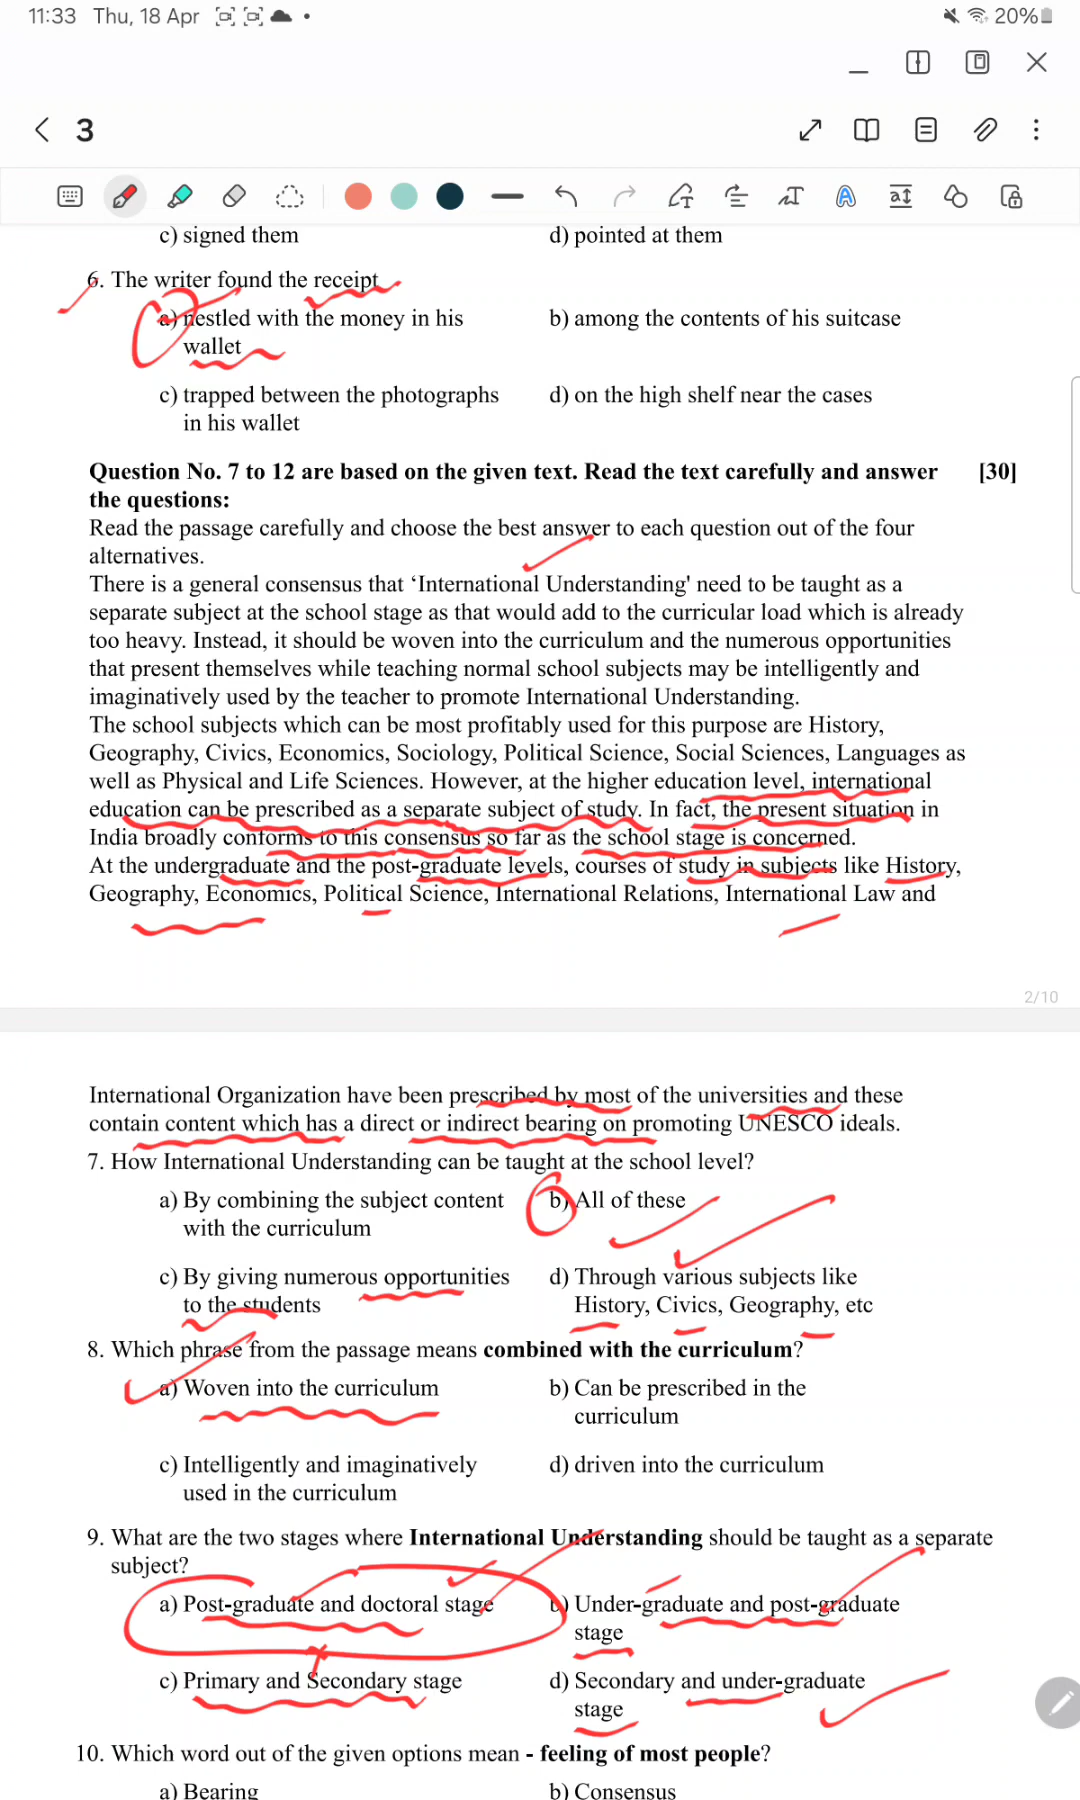 11:33 Thu, 18 Apr
20%
3
c) signed them
d) pointed at them
6. The writer found the receipt
a) nestled with the money in his
wallet
b) among the contents of his suitcase
c) trapped between the photographs
in his wallet
d) on the high shelf near the cases
Question No. 7 to 12 are based on the given text. Read the text carefully and answer [30]
the questions:
Read the passage carefully and choose the best answer to each question out of the four
alternatives.
There is a general consensus that ‘International Understanding' need to be taught as a
separate subject at the school stage as that would add to the curricular load which is already
too heavy. Instead, it should be woven into the curriculum and the numerous opportunities
that present themselves while teaching normal school subjects may be intelligently and
imaginatively used by the teacher to promote International Understanding.
The school subjects which can be most profitably used for this purpose are History,
Geography, Civics, Economics, Sociology, Political Science, Social Sciences, Languages as
well as Physical and Life Sciences. However, at the higher education level, international
education can be prescribed as a separate subject of study. In fact, the present situation in
India broadly conforms to this consensus so far as the school stage is concerned.
At the undergraduate and the post-graduate levels, courses of study in subjects like History,
Geography, Economics, Political Science, International Relations, International Law and
2/10
International Organization have been prescribed by most of the universities and these
contain content which has a direct or indirect bearing on promoting UNESCO ideals.
7. How International Understanding can be taught at the school level?
a) By combining the subject content
with the curriculum
b) All of these
c) By giving numerous opportunities
to the students
d) Through various subjects like
History, Civics, Geography, etc
8. Which phrase from the passage means combined with the curriculum?
a) Woven into the curriculum
b) Can be prescribed in the
curriculum
c) Intelligently and imaginatively
used in the curriculum
d) driven into the curriculum
9. What are the two stages where International Understanding should be taught as a separate
subject?
a) Post-graduate and doctoral stage
b) Under-graduate and post-graduate
stage
c) Primary and Secondary stage
d) Secondary and under-graduate
stage
10. Which word out of the given options mean - feeling of most people?
a) Bearing
b) Consensus